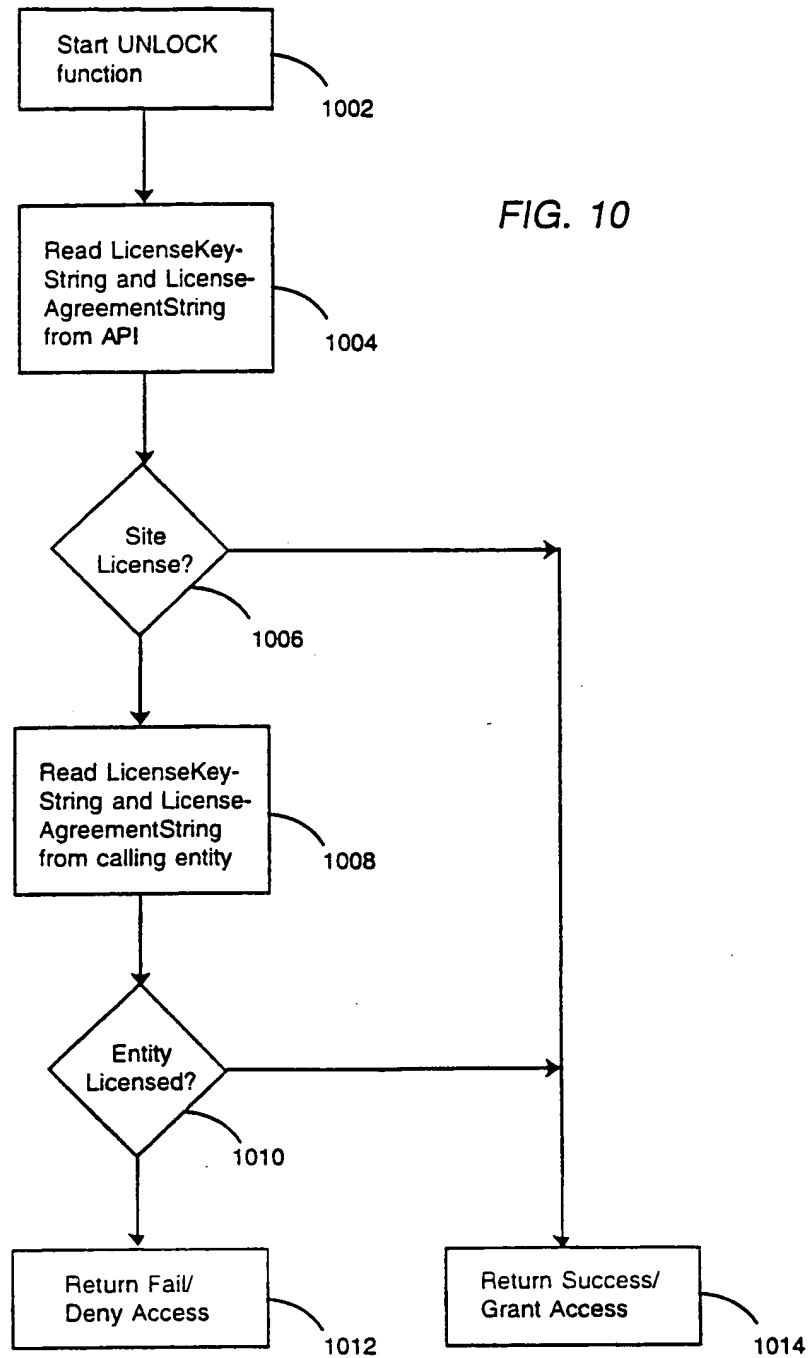 Start UNLOCK
function
1002
FIG. 10
Read LicenseKey-
String and License-
AgreementString
from API
1004
Site
License?
1006
Read LicenseKey-
String and License-
AgreementString
from calling entity
1008
Entity
Licensed?
1010
Return Fail/
Deny Access
1012
Return Success/
Grant Access
1014